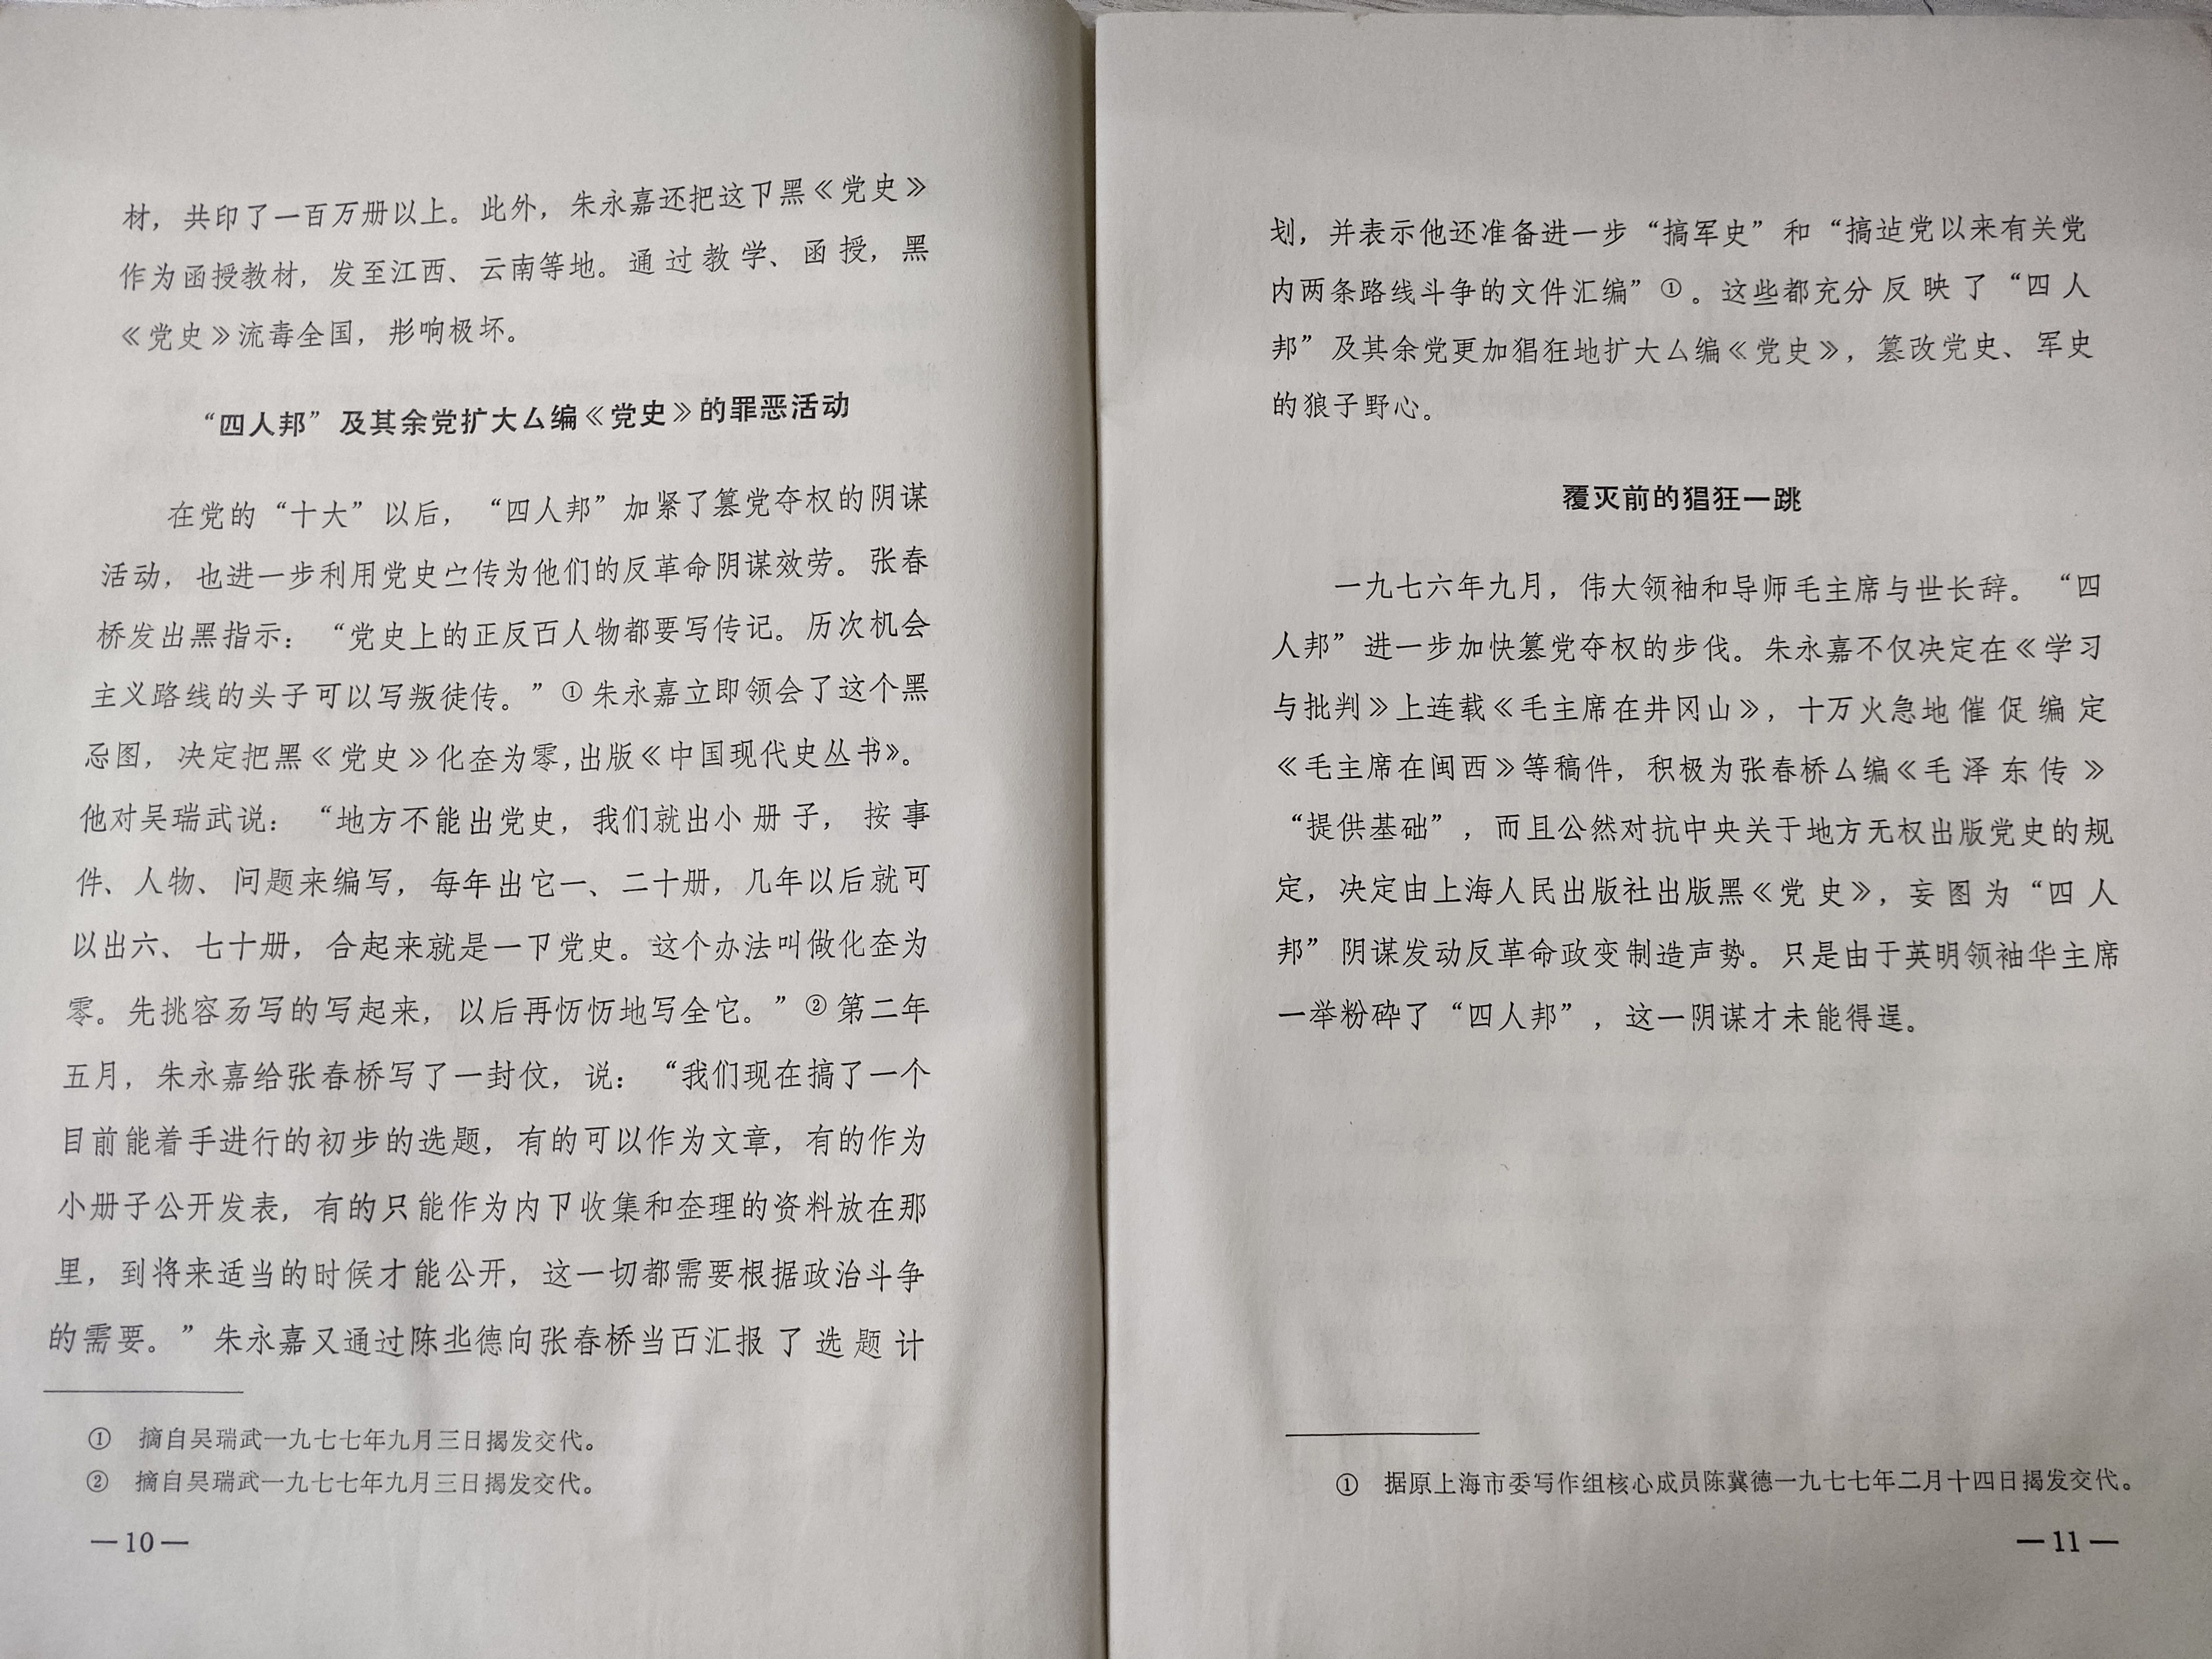 材，共印了一百万册以上。此外，朱永嘉还把这卩黑《党史》
作为函授教材，发至江西、云南等地。通过教学、函授，黑
《党史》流毒全国，形响极坏。
“四人邦”及其余党扩大厶编《党史》的罪恶活动
在党的“十大”以后，“四人邦”加紧了篡党夺权的阴谋
活动，也进一步利用党史㝉传为他们的反革命阴谋效劳。张春
桥发出黑指示：“党史上的正反百人物都要写传记。历次机会
主义路线的头子可以写叛徒传。”①朱永嘉立即领会了这个黑
忌图，决定把黑《党史》化整为零，出版《中国现代史丛书》。
他对吴瑞武说：“地方不能出党史，我们就出小册子，按事
件、人物、问题来编写，每年出它一、二十册，几年以后就可
以出六、七十册，合起来就是一卩党史。这个办法叫做化整为
零。先挑容𠃓写的写起来，以后再忇忇地写全它。”②第二年
五月，朱永嘉给张春桥写了一封伩，说：“我们现在搞了一个
目前能着手进行的初步的选题，有的可以作为文章，有的作为
小册子公开发表，有的只能作为内卩收集和整理的资料放在那
里，到将来适当的时候才能公开，这一切都需要根据政治斗争
的需要。”朱永嘉又通过陈丠德向张春桥当百汇报了选题计
①　摘自吴瑞武一九七七年九月三日揭发交代。
②　摘自吴瑞武一九七七年九月三日揭发交代。
—10—
划，并表示他还准备进一步“搞军史”和“搞迠党以来有关党
内两条路线斗争的文件汇编”①。这些都充分反映了“四人
邦”及其余党更加猖狂地扩大厶编《党史》，篡改党史、军史
的狼子野心。
覆灭前的猖狂一跳
一九七六年九月，伟大领袖和导师毛主席与世长辞。“四
人邦”进一步加快篡党夺权的步伐。朱永嘉不仅决定在《学习
与批判》上连载《毛主席在井冈山》，十万火急地催促编定
《毛主席在闽西》等稿件，积极为张春桥厶编《毛泽东传》
“提供基础”，而且公然对抗中央关于地方无权出版党史的规
定，决定由上海人民出版社出版黑《党史》，妄图为“四人
邦”阴谋发动反革命政变制造声势。只是由于英明领袖华主席
一举粉碎了“四人邦”，这一阴谋才未能得逞。
①　据原上海市委写作组核心成员陈冀德一九七七年二月十四日揭发交代。
—11—